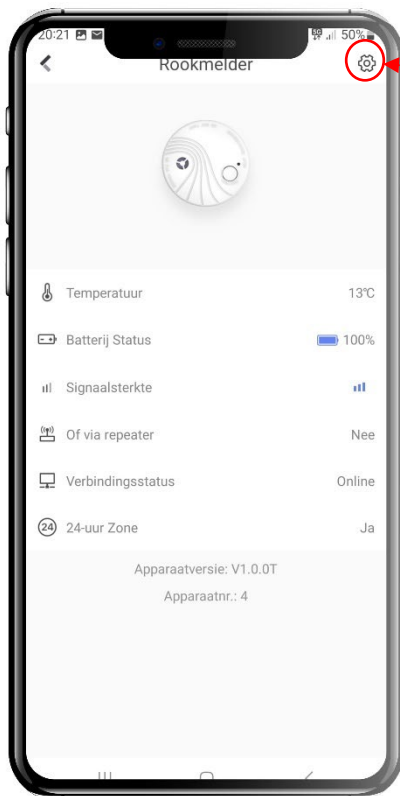 20:21 50%
Rookmelder
Temperatuur 13°C
Batterij Status 100%
Signaalsterkte
Of via repeater Nee
Verbindingsstatus Online
24 24-uur Zone Ja
Apparaatversie: V1.0.0T
Apparaatnr.: 4